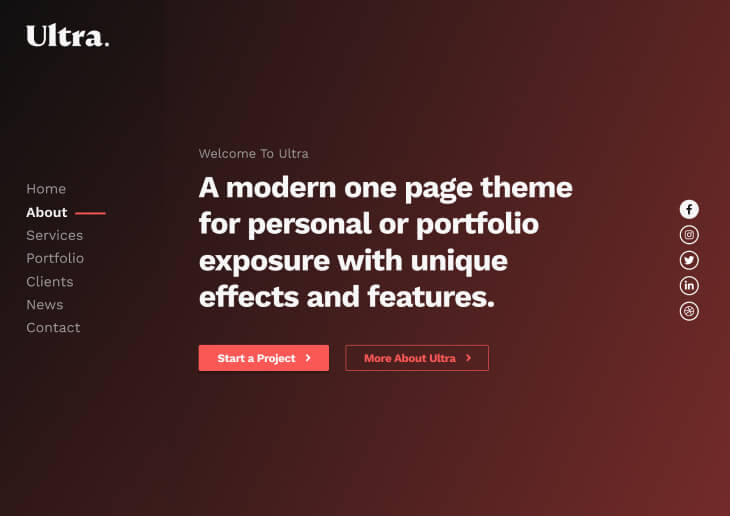 Ultra.
Home
About
Services
Portfolio
Clients
News
Contact
Welcome To Ultra
A modern one page theme
for personal or portfolio
exposure with unique
effects and features.
Start a Project
More About Ultra